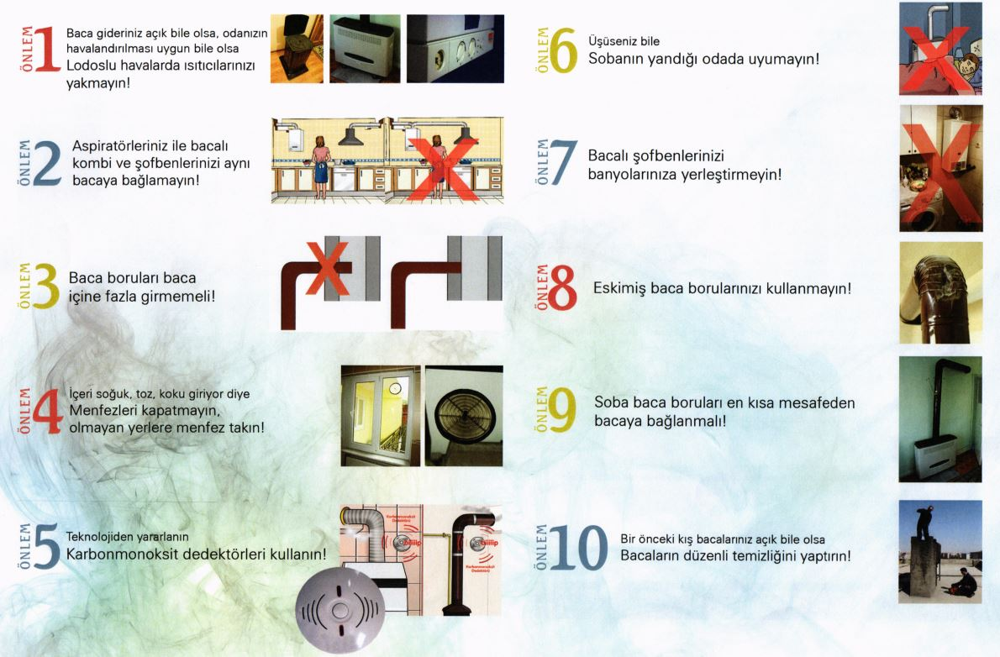 ÖNLEM 1
Baca gideriniz açık bile olsa, odanızın
havalandırılması uygun bile olsa
Lodoslu havalarda ısıtıcılarınızı
yakmayın!
ÖNLEM 2
Aspiratörleriniz ile bacalı
kombi ve şofbenlerinizi aynı
bacaya bağlamayın!
ÖNLEM 3
Baca boruları baca
içine fazla girmemeli!
ÖNLEM 4
İçeri soğuk, toz, koku giriyor diye
Menfezleri kapatmayın,
olmayan yerlere menfez takın!
ÖNLEM 5
Teknolojiden yararlanın
Karbonmonoksit dedektörleri kullanın!
Karbonmonoksit
Dedektörü
biiiip
biiiip
Karbonmonoksit
Dedektörü
ÖNLEM 6
Üşüseniz bile
Sobanın yandığı odada uyumayın!
ÖNLEM 7
Bacalı şofbenlerinizi
banyolarınıza yerleştirmeyin!
ÖNLEM 8
Eskimiş baca borularınızı kullanmayın!
ÖNLEM 9
Soba baca boruları en kısa mesafeden
bacaya bağlanmalı!
ÖNLEM 10
Bir önceki kış bacalarınız açık bile olsa
Bacaların düzenli temizliğini yaptırın!